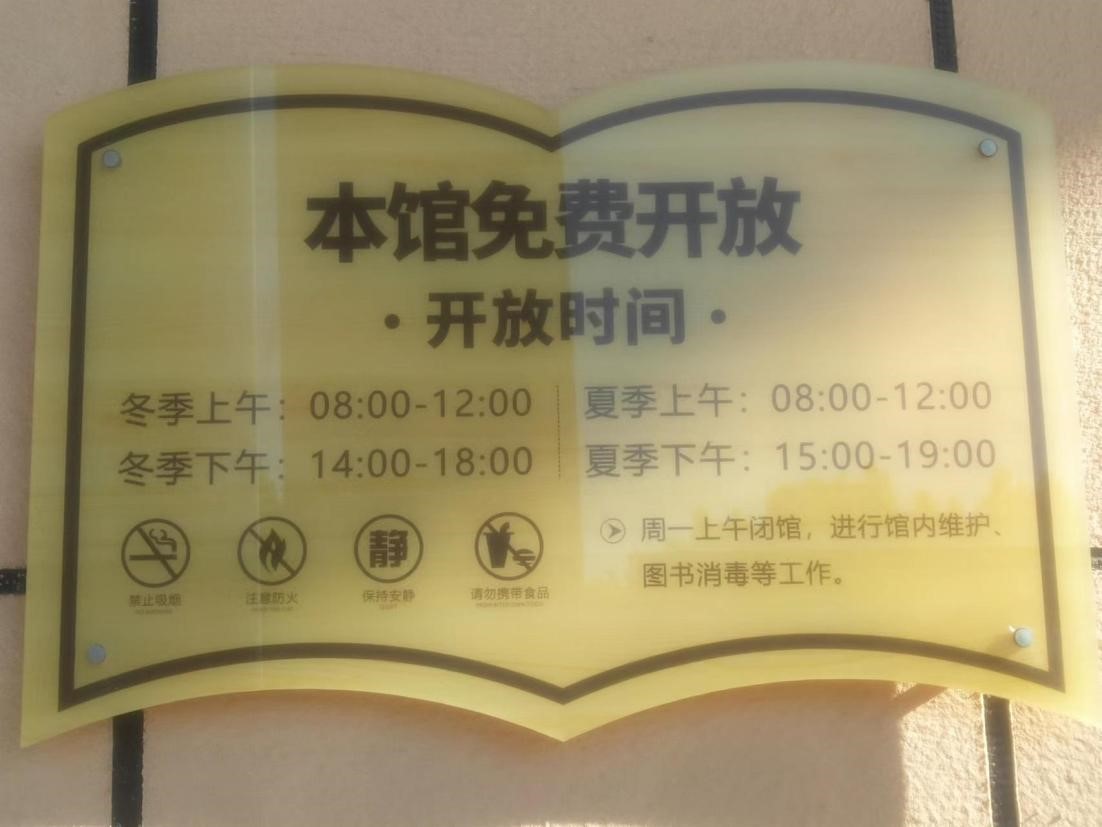 本馆免费开放
·开放时间·
冬季上午：08:00-12:00
冬季下午：14:00-18:00
夏季上午：08:00-12:00
夏季下午：15:00-19:00
周一上午闭馆，进行馆内维护、
图书消毒等工作。
静
禁止吸烟
注意防火
保持安静
QUIET
请勿携带食品